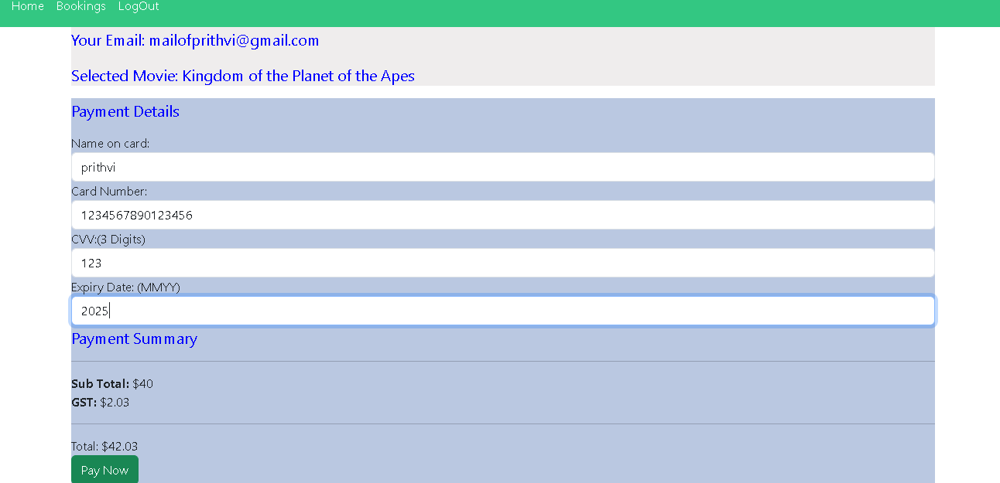 Home Bookings LogOut
Your Email: mailofprithvi@gmail.com
Selected Movie: Kingdom of the Planet of the Apes
Payment Details
Name on card:
prithvi
Card Number:
1234567890123456
CVV:(3 Digits)
123
Expiry Date: (MMYY)
2025
Payment Summary
Sub Total: $40
GST: $2.03
Total: $42.03
Pay Now